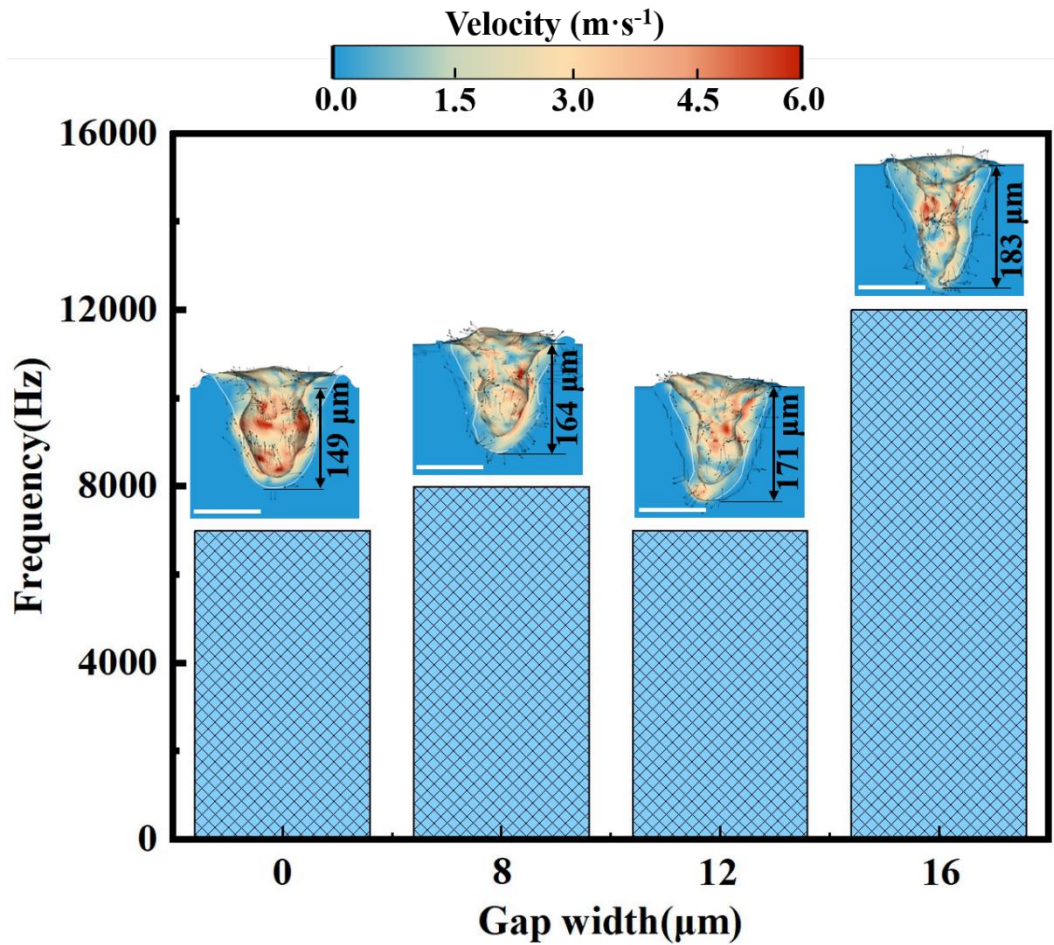 Velocity (m·s⁻¹)
0.0 1.5 3.0 4.5 6.0
16000
12000
8000
4000
0
Frequency(Hz)
149 μm
164 μm
171 μm
183 μm
0 8 12 16
Gap width(μm)